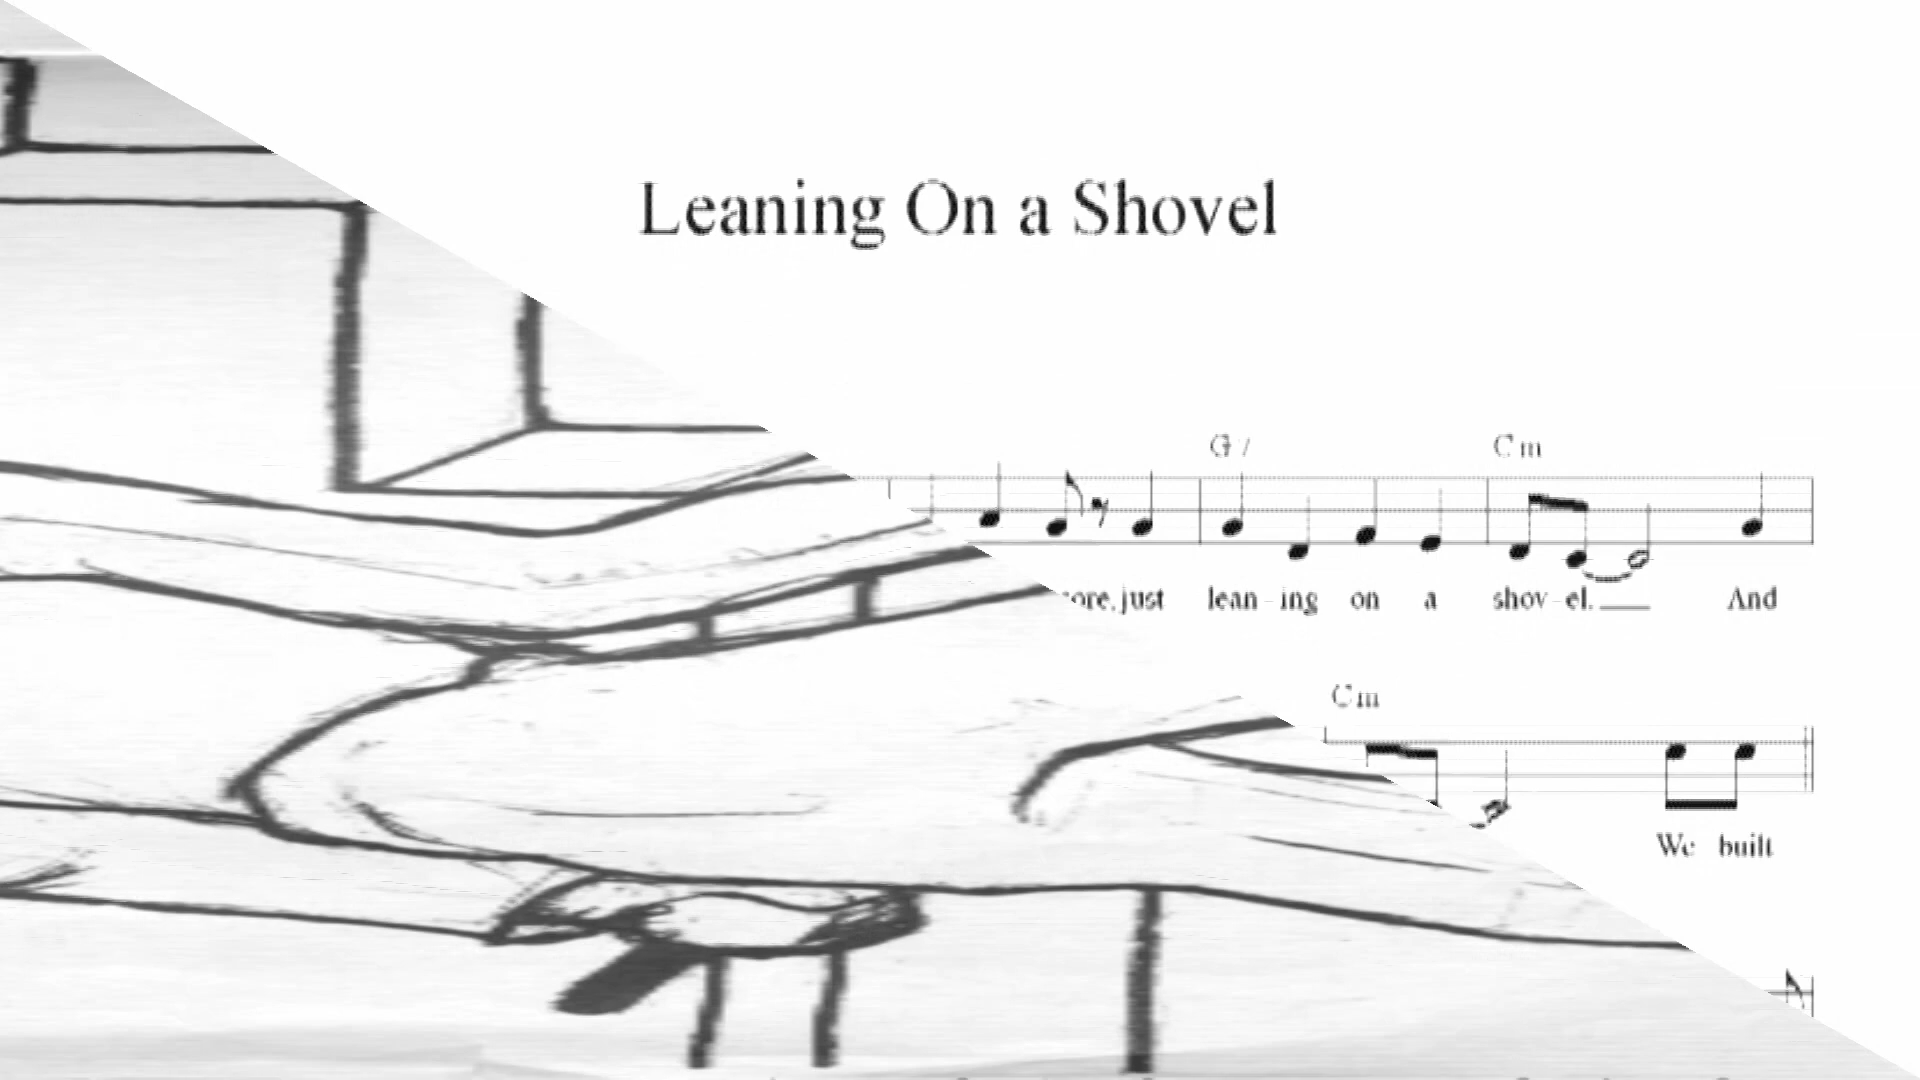 Leaning On a Shovel
G7 Cm
just lean-ing on a shov-el. And
Cm
We built